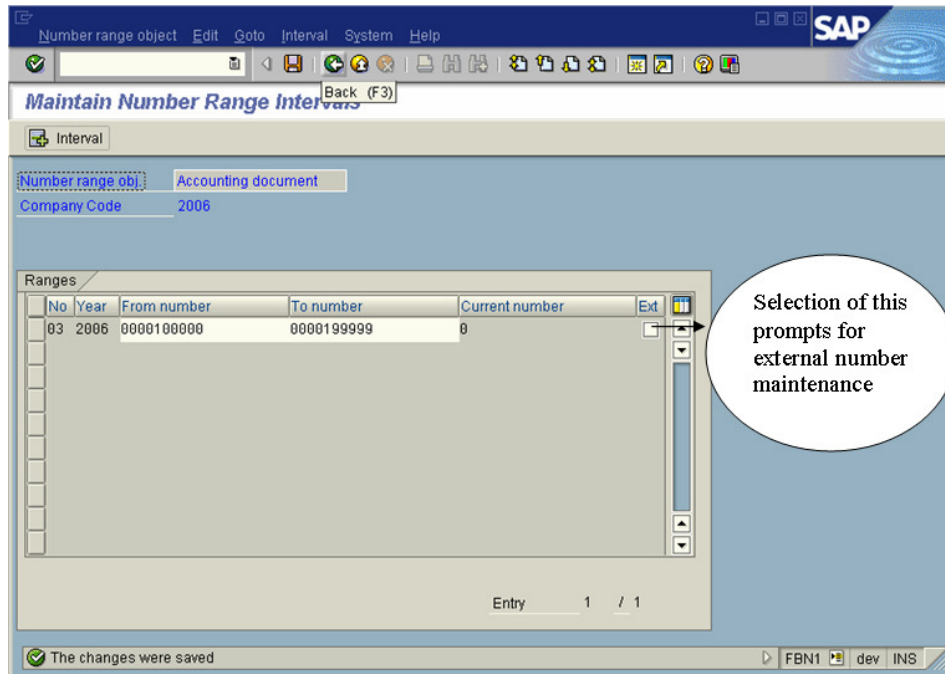 Number range object Edit Goto Interval System Help
SAP
Back (F3)
Maintain Number Range Intervals
Interval
Number range obj. Accounting document
Company Code 2006
Ranges
No Year From number To number Current number Ext
03 2006 0000100000 0000199999 0
Selection of this
prompts for
external number
maintenance
Entry 1 / 1
The changes were saved
FBN1 dev INS